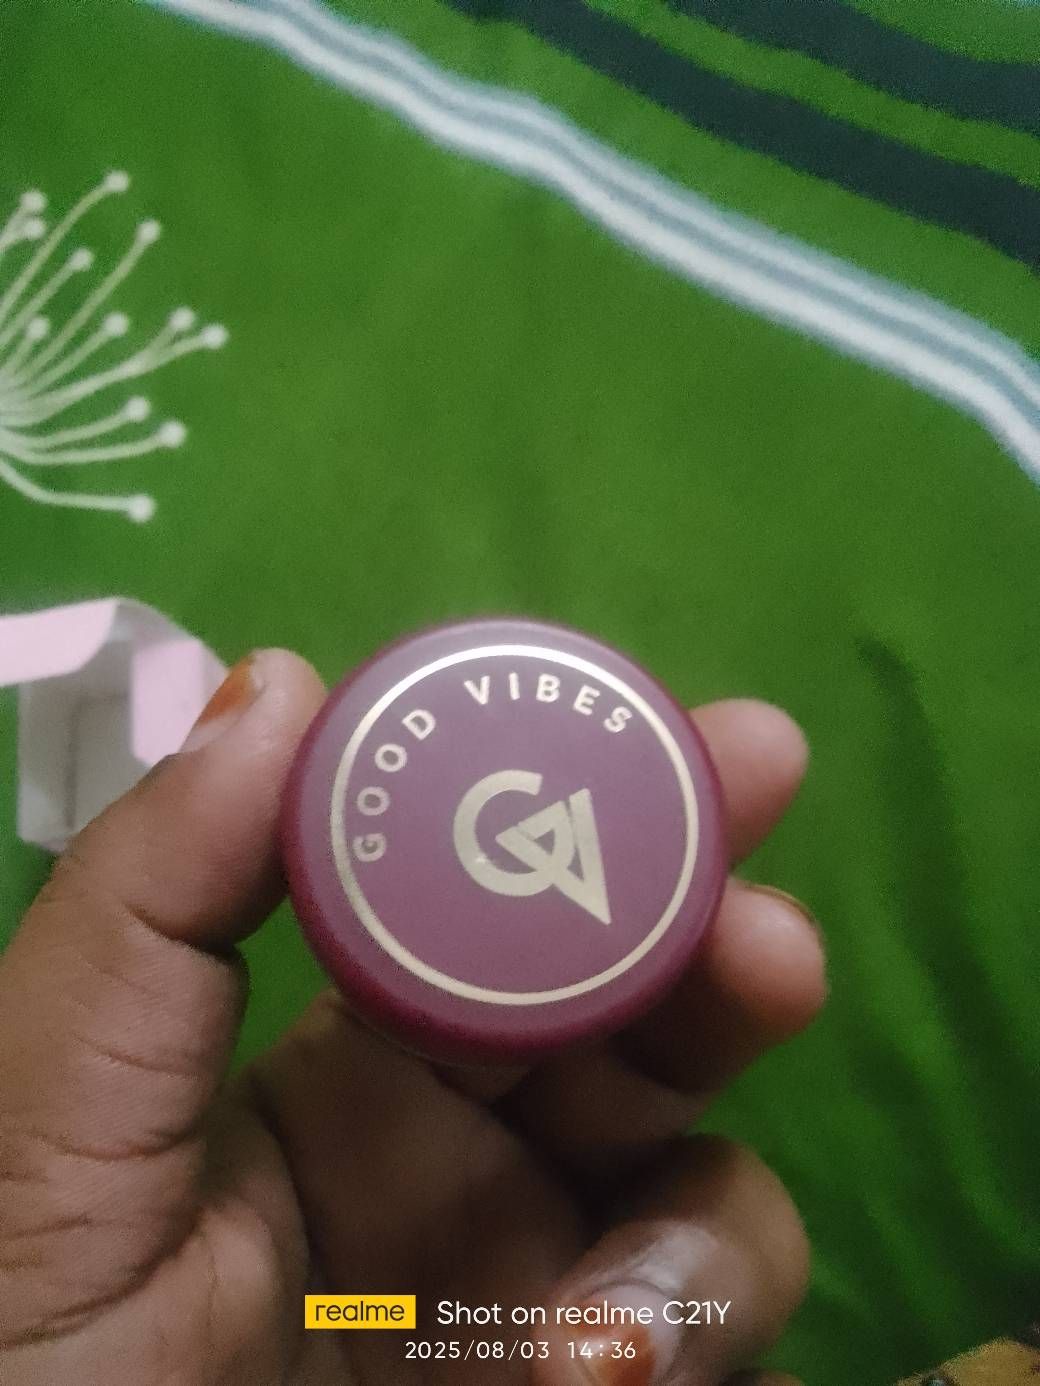 GOOD VIBES
GV
realme Shot on realme C21Y
2025/08/03 14:36